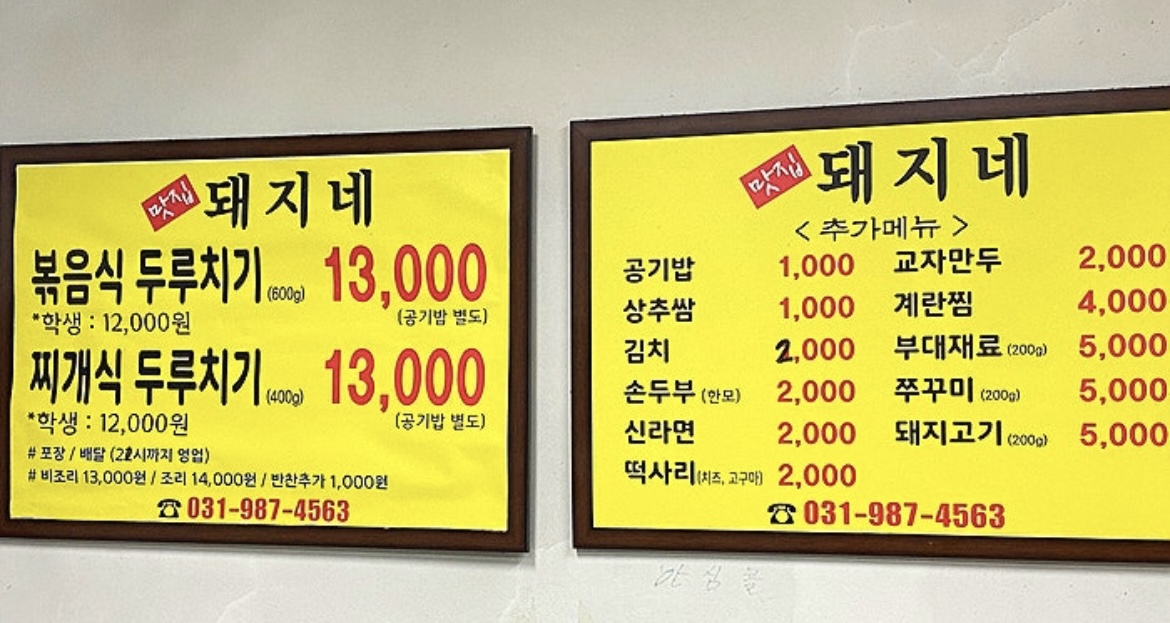 맛집 돼지네
볶음식 두루치기 (600g) 13,000
*학생 : 12,000원 (공기밥 별도)
찌개식 두루치기 (400g) 13,000
*학생 : 12,000원 (공기밥 별도)
# 포장 / 배달 영업)
# 비조리 13,000원 / 조리 14,000원 / 반찬추가 1,000원
☎ 031-987-4563
맛집 돼지네
< 추가메뉴 >
공기밥 1,000 교자만두 2,000
상추쌈 1,000 계란찜 4,000
김치 2,000 부대재료 (200g) 5,000
손두부 (한모) 2,000 쭈꾸미 (200g) 5,000
신라면 2,000 돼지고기 (200g) 5,000
떡사리 (치즈, 고구마) 2,000
☎ 031-987-4563